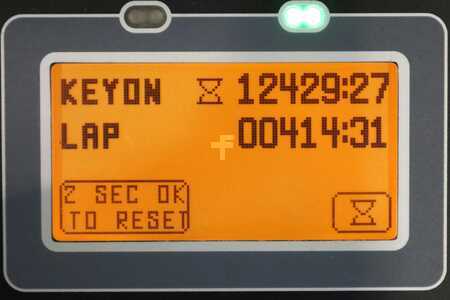 KEYON 12429:27
LAP 00414:31
2 SEC OK
TO RESET